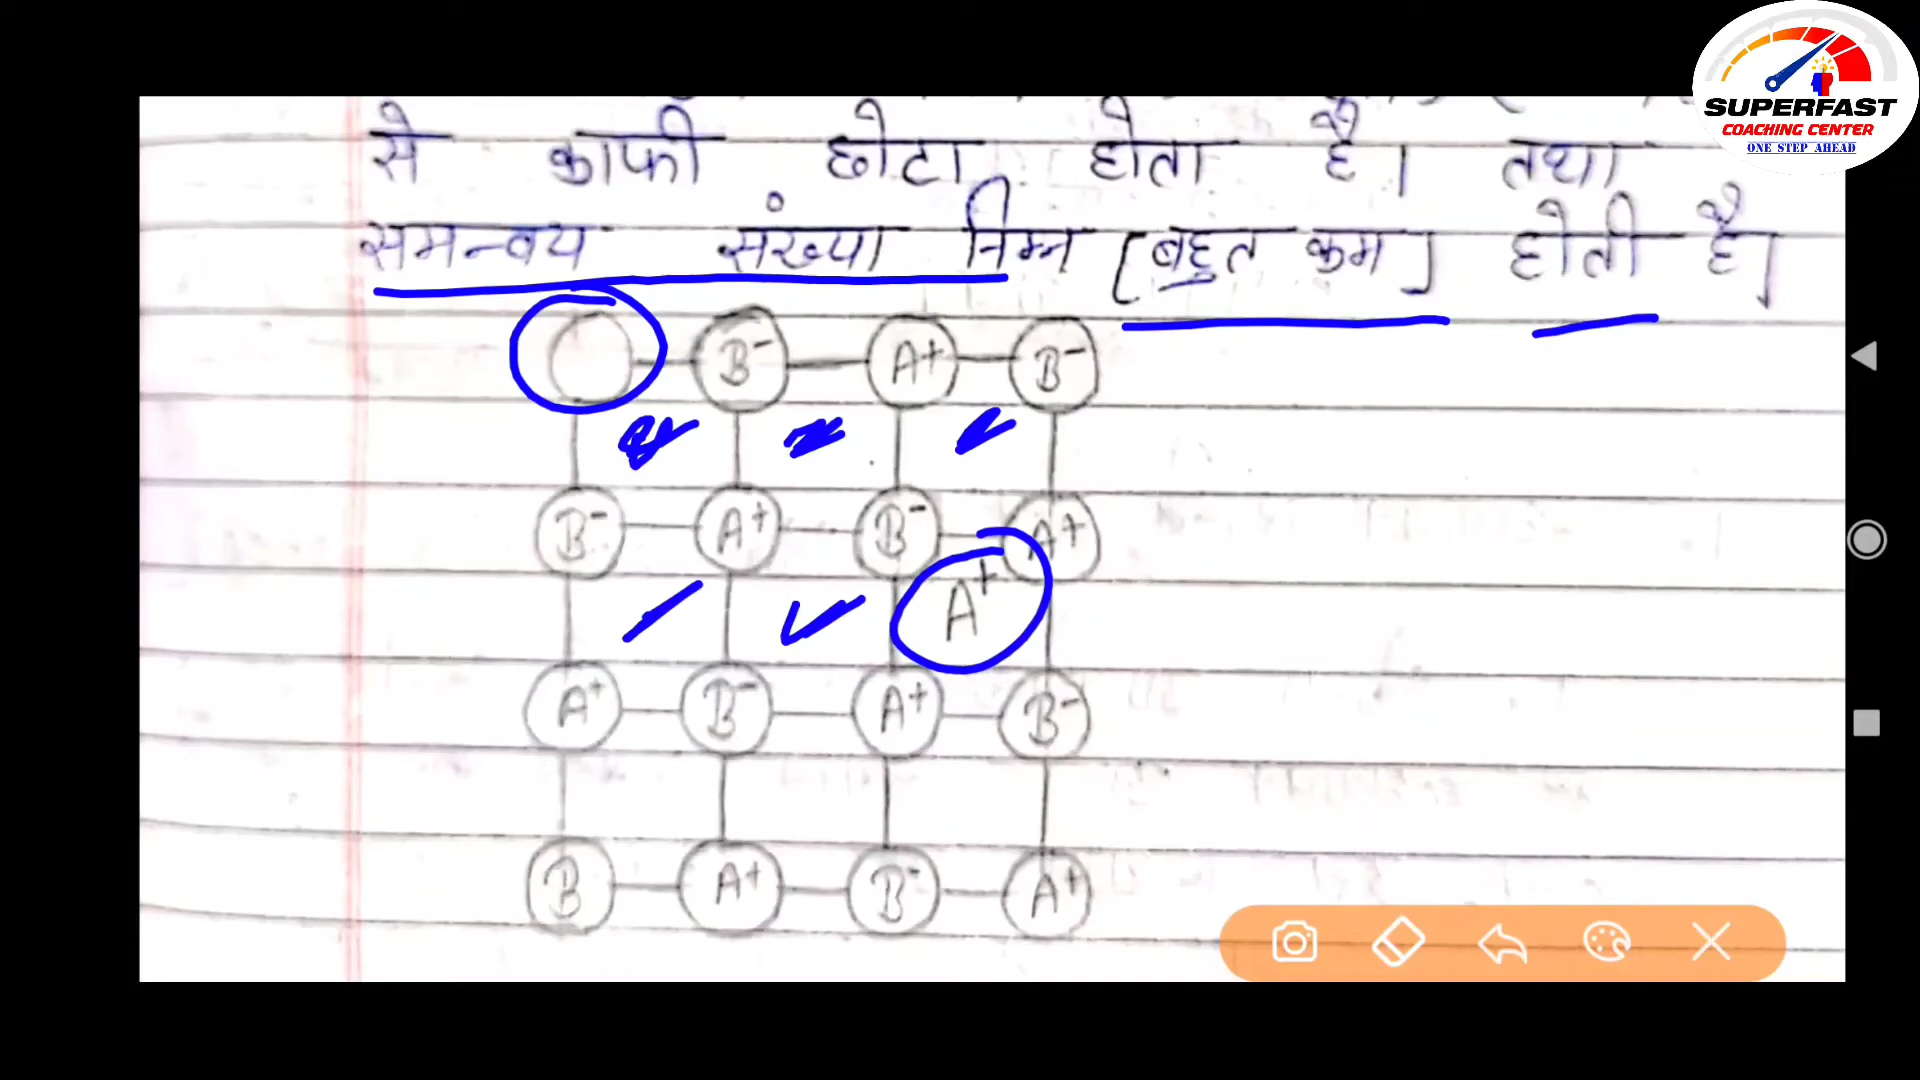 SUPERFAST
COACHING CENTER
ONE STEP AHEAD
से काफी छोटा होता है। तथा
समन्वय संख्या निम्न [बहुत कम] होती है।
B⁻ A⁺ B⁻
B⁻ A⁺ B⁻ A⁺
A⁺
A⁺ B⁻ A⁺ B⁻
B A⁺ B⁻ A⁺